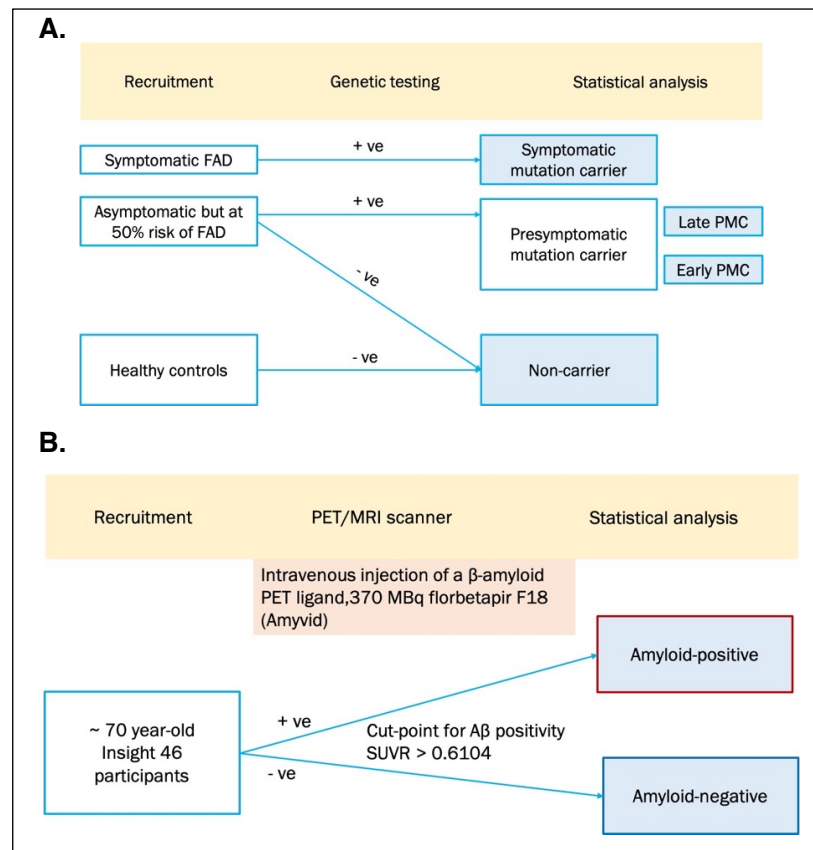 A.
Recruitment Genetic testing Statistical analysis
Symptomatic FAD
+ ve
Symptomatic
mutation carrier
Asymptomatic but at
50% risk of FAD
+ ve
Presymptomatic
mutation carrier
Late PMC
Early PMC
- ve
Healthy controls
- ve
Non-carrier
B.
Recruitment PET/MRI scanner Statistical analysis
Intravenous injection of a β-amyloid
PET ligand,370 MBq florbetapir F18
(Amyvid)
~ 70 year-old
Insight 46
participants
+ ve
- ve
Cut-point for Aβ positivity
SUVR > 0.6104
Amyloid-positive
Amyloid-negative